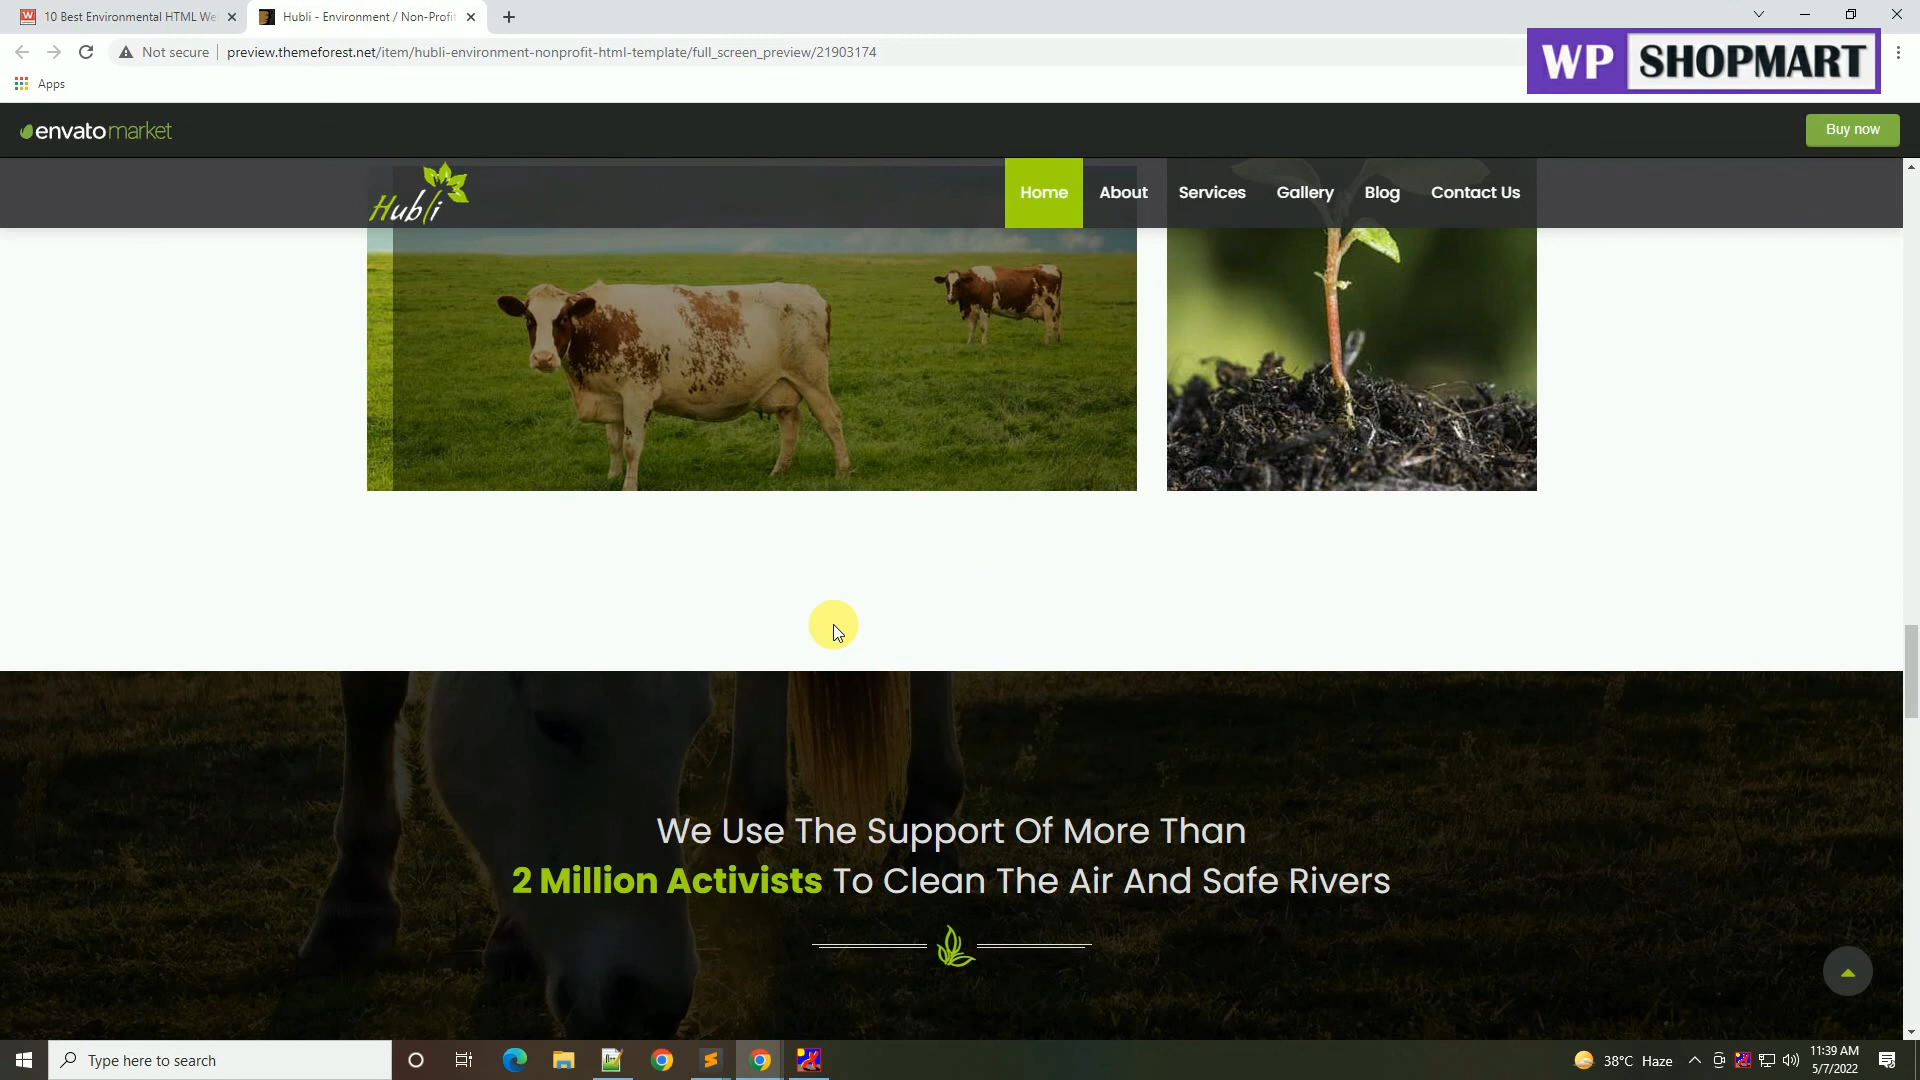 10 Best Environmental HTML We
Hubli - Environment / Non-Profit
Not secure
preview.themeforest.net/item/hubli-environment-nonprofit-html-template/full_screen_preview/21903174
WP SHOPMART
Apps
envato market
Buy now
Hubli
Home
About
Services
Gallery
Blog
Contact Us
We Use The Support Of More Than
2 Million Activists To Clean The Air And Safe Rivers
Type here to search
38°C Haze
11:39 AM
5/7/2022